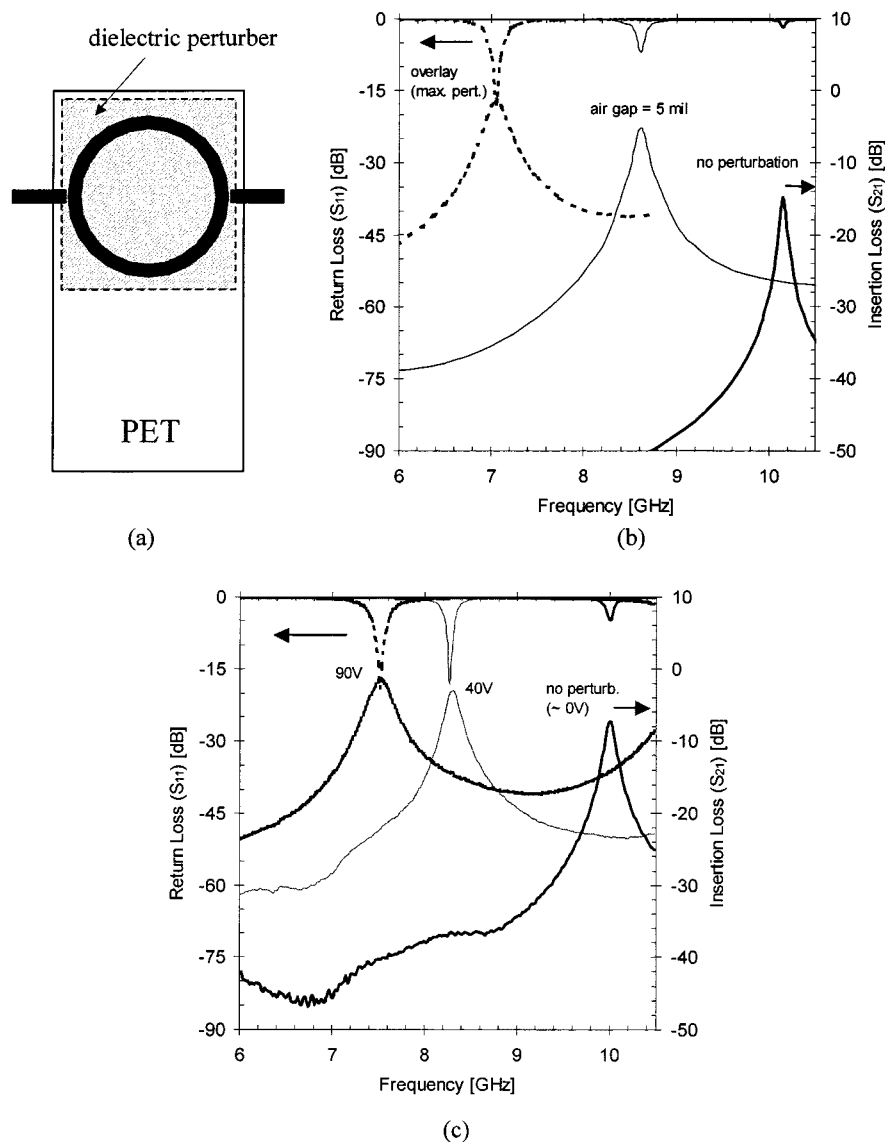 dielectric perturber
PET
(a)
0
-15
-30
-45
-60
-75
-90
Return Loss (S11) [dB]
overlay
(max. pert.)
air gap = 5 mil
no perturbation
10
0
-10
-20
-30
-40
-50
Insertion Loss (S21) [dB]
6
7
8
9
10
Frequency [GHz]
(b)
0
-15
-30
-45
-60
-75
-90
Return Loss (S11) [dB]
90V
40V
no perturb.
(~ 0V)
10
0
-10
-20
-30
-40
-50
Insertion Loss (S21) [dB]
6
7
8
9
10
Frequency [GHz]
(c)